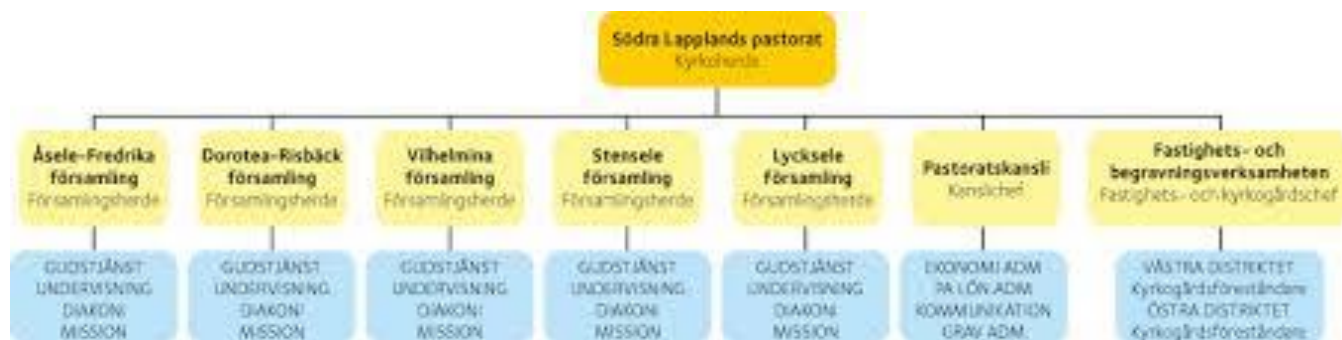 Södra Lapplands pastorat
Kyrkoherde
Åsele-Fredrika
församling
Församlingsherde
Dorotea-Risbäck
församling
Församlingsherde
Vilhelmina
församling
Församlingsherde
Stensele
församling
Församlingsherde
Lycksele
församling
Församlingsherde
Pastoratskansli
Kanslichef
Fastighets- och
begravningsverksamheten
Fastighets- och kyrkogårdschef
GUDSTJÄNST
UNDERVISNING
DIAKONI
MISSION
GUDSTJÄNST
UNDERVISNING
DIAKONI
MISSION
GUDSTJÄNST
UNDERVISNING
DIAKONI
MISSION
GUDSTJÄNST
UNDERVISNING
DIAKONI
MISSION
GUDSTJÄNST
UNDERVISNING
DIAKONI
MISSION
EKONOMI ADM
PA LÖN ADM
KOMMUNIKATION
GRAV ADM.
VÄSTRA DISTRIKTET
Kyrkogårdsföreståndare
ÖSTRA DISTRIKTET
Kyrkogårdsföreståndare